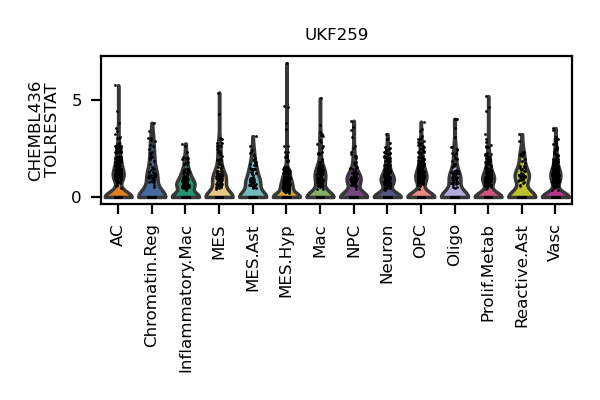 UKF259
CHEMBL436
TOLRESTAT
5
0
AC
Chromatin.Reg
Inflammatory.Mac
MES
MES.Ast
MES.Hyp
Mac
NPC
Neuron
OPC
Oligo
Prolif.Metab
Reactive.Ast
Vasc